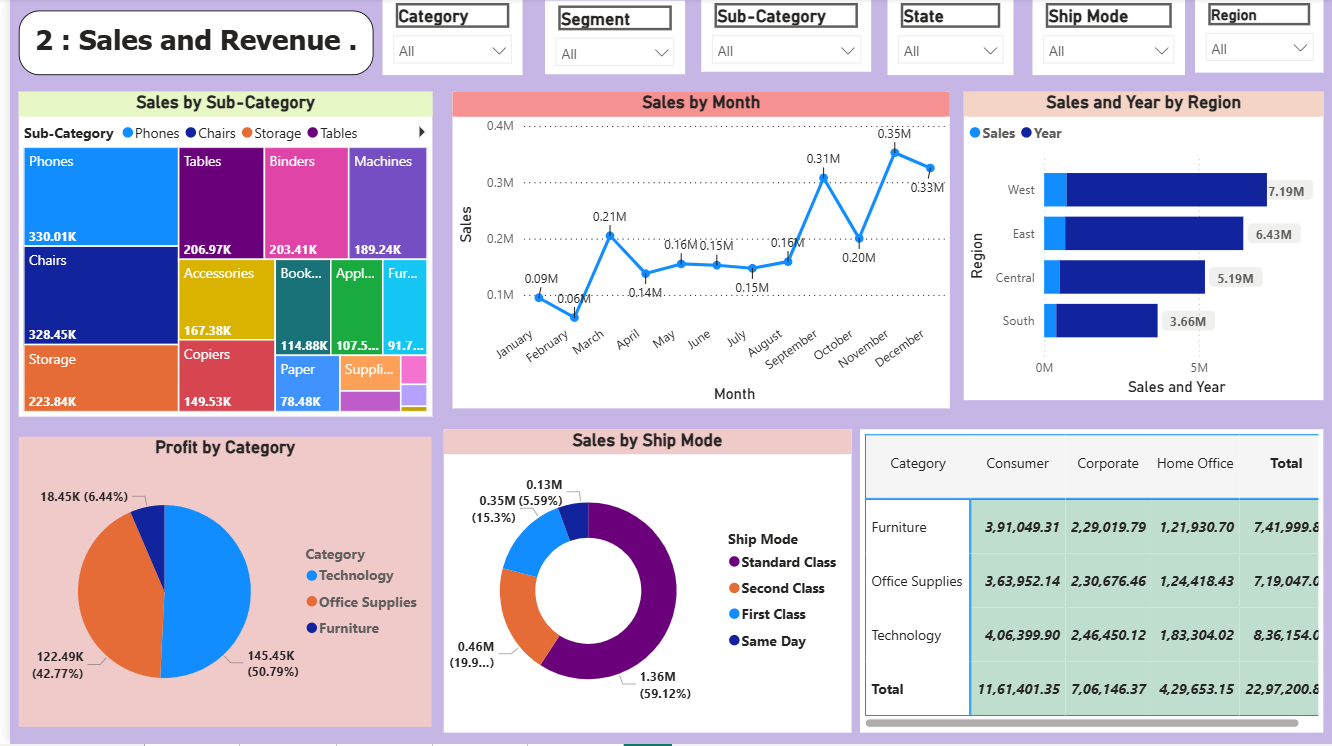 2 : Sales and Revenue .
Category
All
Segment
All
Sub-Category
All
State
All
Ship Mode
All
Region
All
Sales by Sub-Category
Sub-Category Phones Chairs Storage Tables
Phones
330.01K
Chairs
328.45K
Storage
223.84K
Tables
206.97K
Binders
203.41K
Machines
189.24K
Accessories
167.38K
Copiers
149.53K
Book...
114.88K
Appl...
107.5...
Fur...
91.7...
Paper
78.48K
Suppli...
Sales by Month
Sales
0.4M
0.3M
0.2M
0.1M
0.09M
0.06M
0.21M
0.14M
0.16M
0.15M
0.15M
0.16M
0.31M
0.20M
0.35M
0.33M
January
February
March
April
May
June
July
August
September
October
November
December
Month
Sales and Year by Region
Sales Year
Region
West
7.19M
East
6.43M
Central
5.19M
South
3.66M
0M 5M
Sales and Year
Profit by Category
18.45K (6.44%)
122.49K
(42.77%)
145.45K
(50.79%)
Category
Technology
Office Supplies
Furniture
Sales by Ship Mode
0.13M
(5.59%)
0.35M
(15.3%)
0.46M
(19.9...)
1.36M
(59.12%)
Ship Mode
Standard Class
Second Class
First Class
Same Day
Category Consumer Corporate Home Office Total
Furniture 3,91,049.31 2,29,019.79 1,21,930.70 7,41,999.8
Office Supplies 3,63,952.14 2,30,676.46 1,24,418.43 7,19,047.0
Technology 4,06,399.90 2,46,450.12 1,83,304.02 8,36,154.0
Total 11,61,401.35 7,06,146.37 4,29,653.15 22,97,200.8